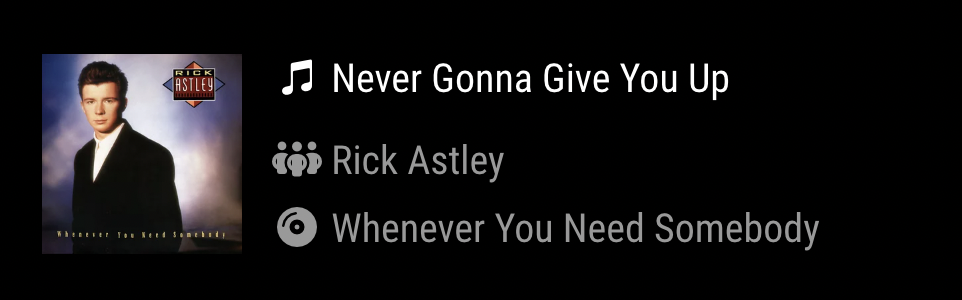 RICK
ASTLEY
Whenever You Need Somebody
Never Gonna Give You Up
Rick Astley
Whenever You Need Somebody